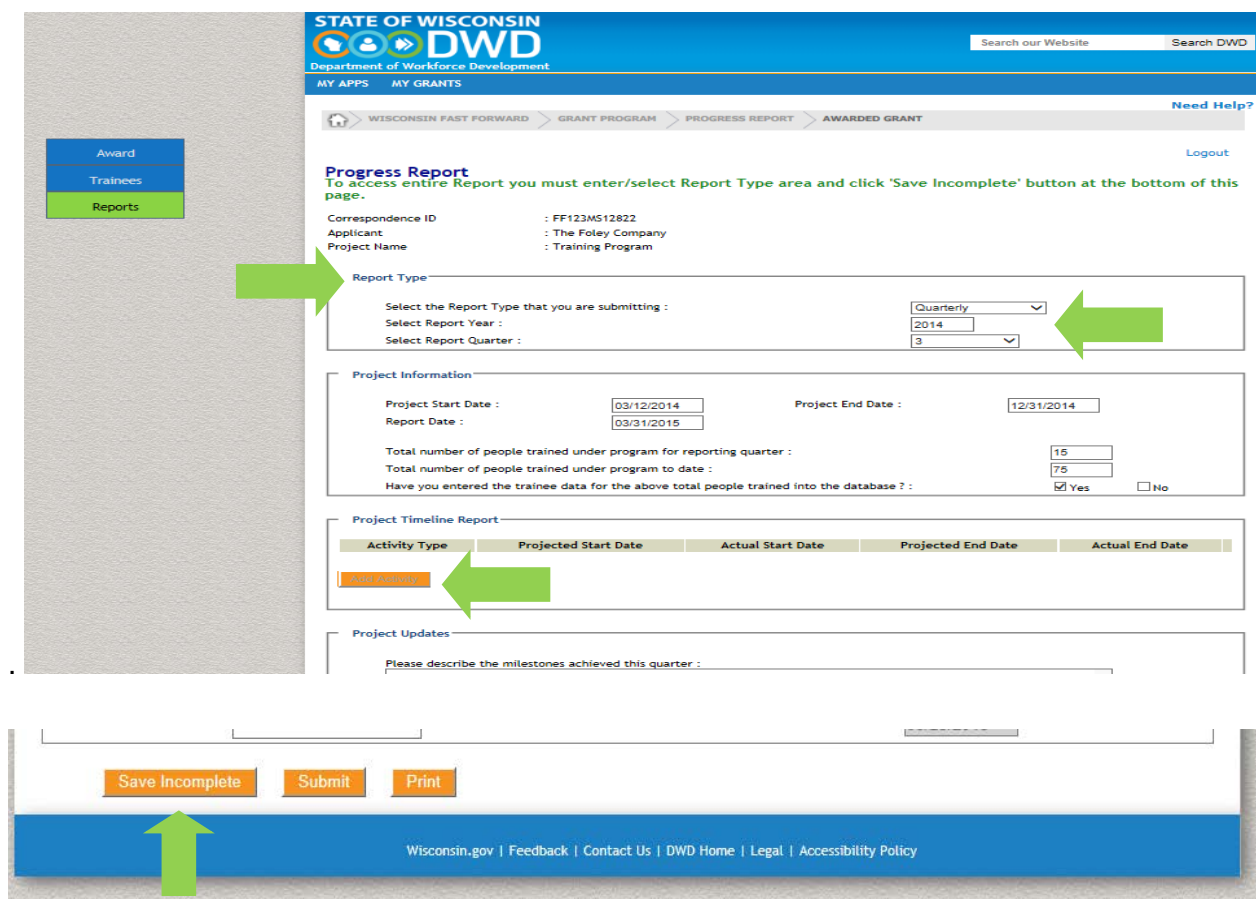 STATE OF WISCONSIN
DWD
Department of Workforce Development
Search our Website Search DWD
MY APPS MY GRANTS
Need Help?
WISCONSIN FAST FORWARD GRANT PROGRAM PROGRESS REPORT AWARDED GRANT
Logout
Award
Trainees
Reports
Progress Report
To access entire Report you must enter/select Report Type area and click 'Save Incomplete' button at the bottom of this
page.
Correspondence ID : FF123MS12822
Applicant : The Foley Company
Project Name : Training Program
Report Type
Select the Report Type that you are submitting : Quarterly
Select Report Year : 2014
Select Report Quarter : 3
Project Information
Project Start Date : 03/12/2014 Project End Date : 12/31/2014
Report Date : 03/31/2015
Total number of people trained under program for reporting quarter : 15
Total number of people trained under program to date : 75
Have you entered the trainee data for the above total people trained into the database ? : Yes No
Project Timeline Report
Activity Type Projected Start Date Actual Start Date Projected End Date Actual End Date
Add Activity
Project Updates
Please describe the milestones achieved this quarter :
.
Save Incomplete Submit Print
Wisconsin.gov | Feedback | Contact Us | DWD Home | Legal | Accessibility Policy